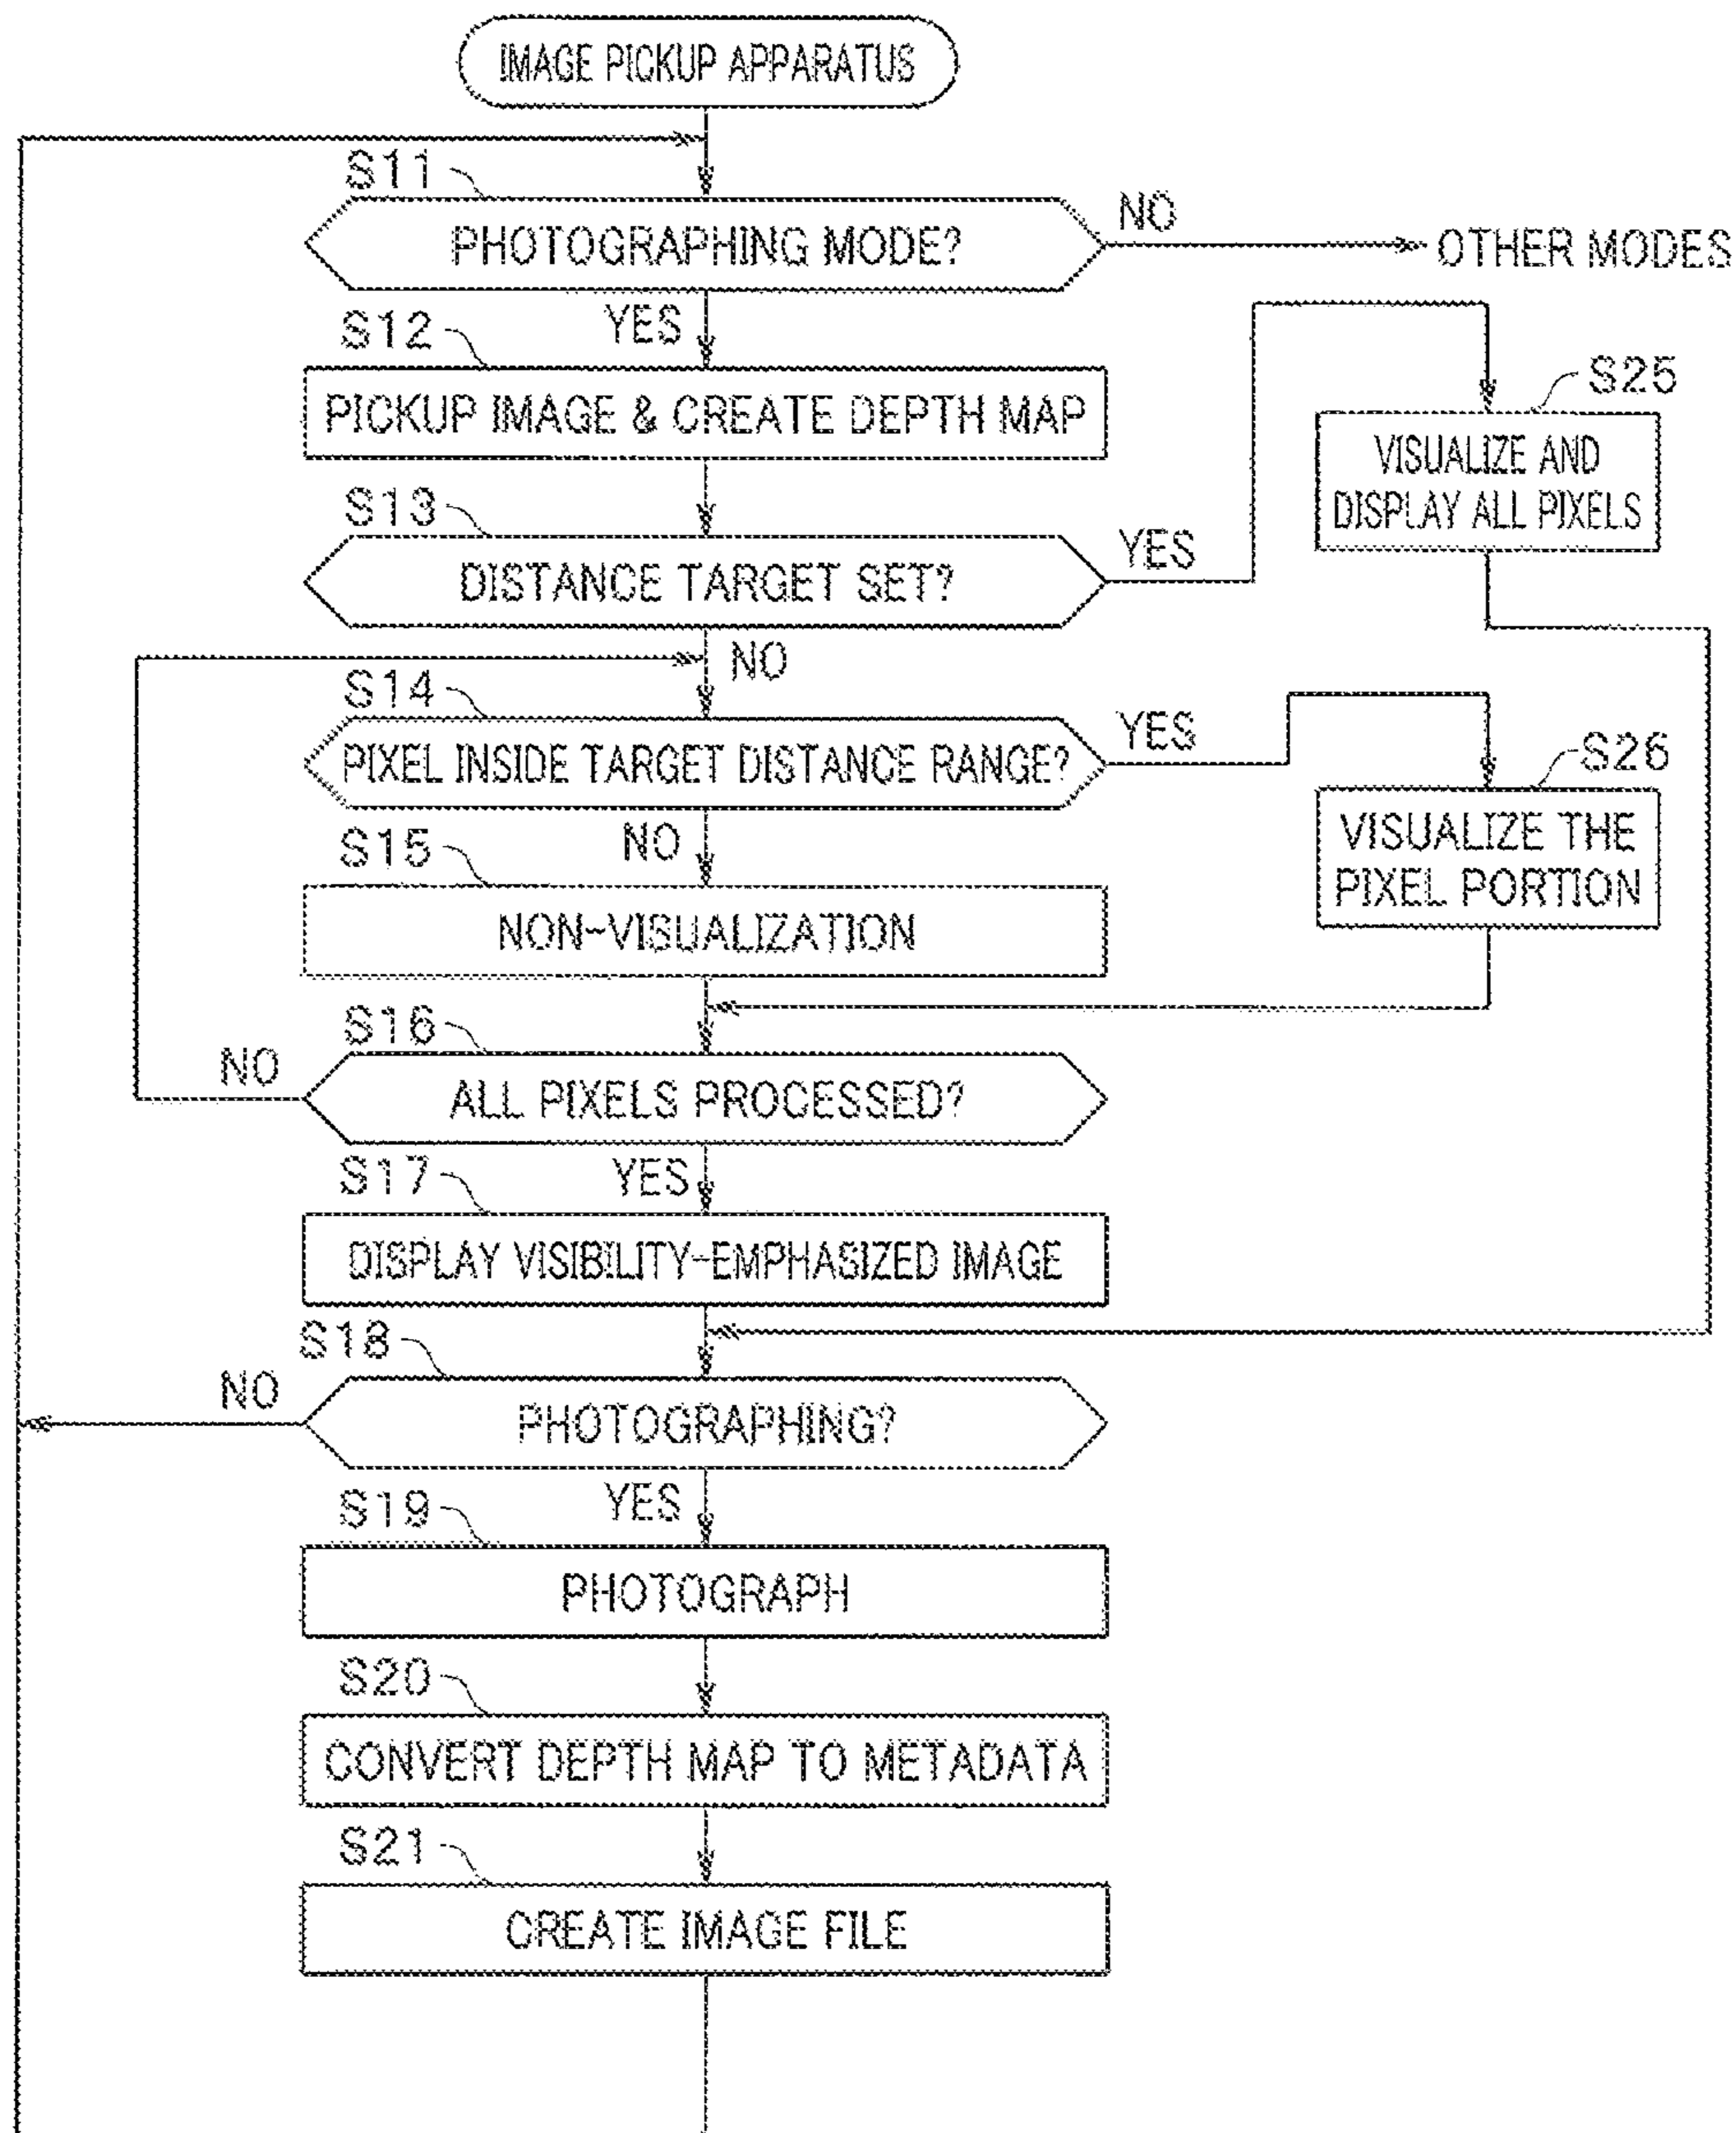 IMAGE PICKUP APPARATUS
S11
PHOTOGRAPHING MODE?
NO
OTHER MODES
YES
S12
PICKUP IMAGE & CREATE DEPTH MAP
S25
VISUALIZE AND
DISPLAY ALL PIXELS
S13
DISTANCE TARGET SET?
YES
NO
S14
PIXEL INSIDE TARGET DISTANCE RANGE?
YES
S26
VISUALIZE THE
PIXEL PORTION
NO
S15
NON-VISUALIZATION
S16
NO
ALL PIXELS PROCESSED?
YES
S17
DISPLAY VISIBILITY-EMPHASIZED IMAGE
S18
NO
PHOTOGRAPHING?
YES
S19
PHOTOGRAPH
S20
CONVERT DEPTH MAP TO METADATA
S21
CREATE IMAGE FILE